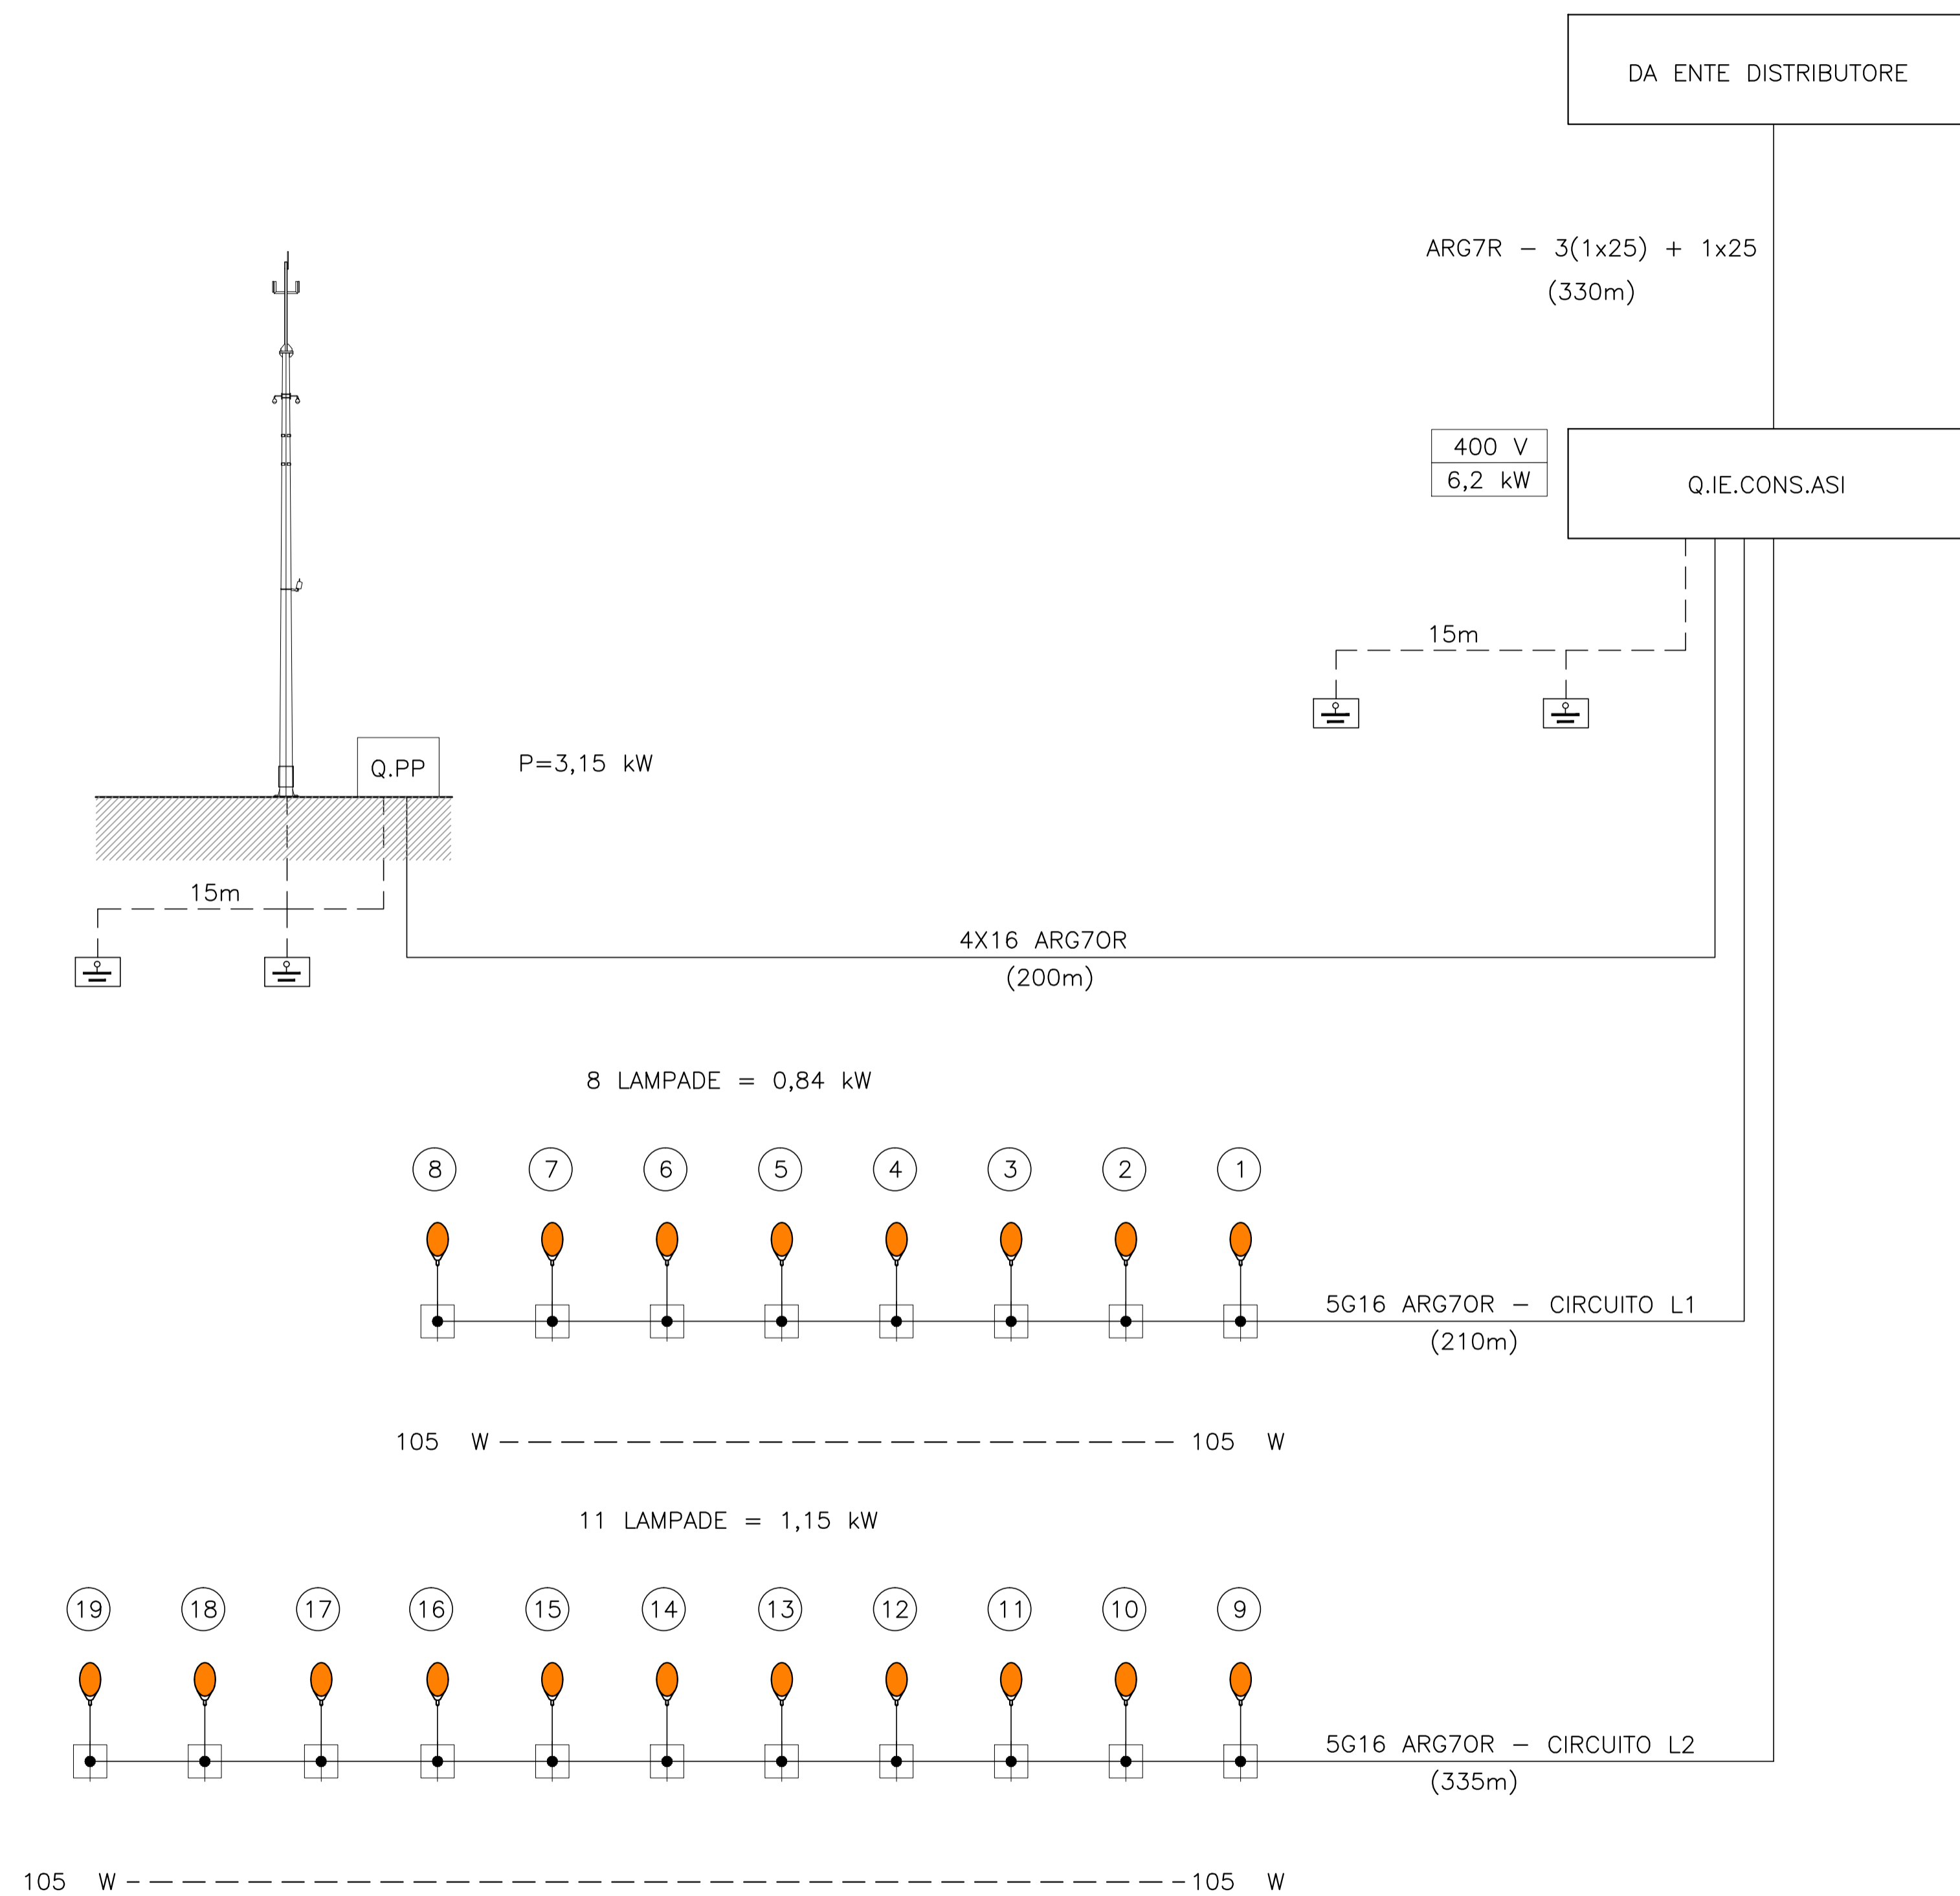 DA ENTE DISTRIBUTORE
ARG7R – 3(1x25) + 1x25
(330m)
400 V
6,2 kW
Q.IE.CONS.ASI
15m
Q.PP
P=3,15 kW
15m
4X16 ARG7OR
(200m)
8 LAMPADE = 0,84 kW
8 7 6 5 4 3 2 1
5G16 ARG7OR – CIRCUITO L1
(210m)
105 W 105 W
11 LAMPADE = 1,15 kW
19 18 17 16 15 14 13 12 11 10 9
5G16 ARG7OR – CIRCUITO L2
(335m)
105 W 105 W